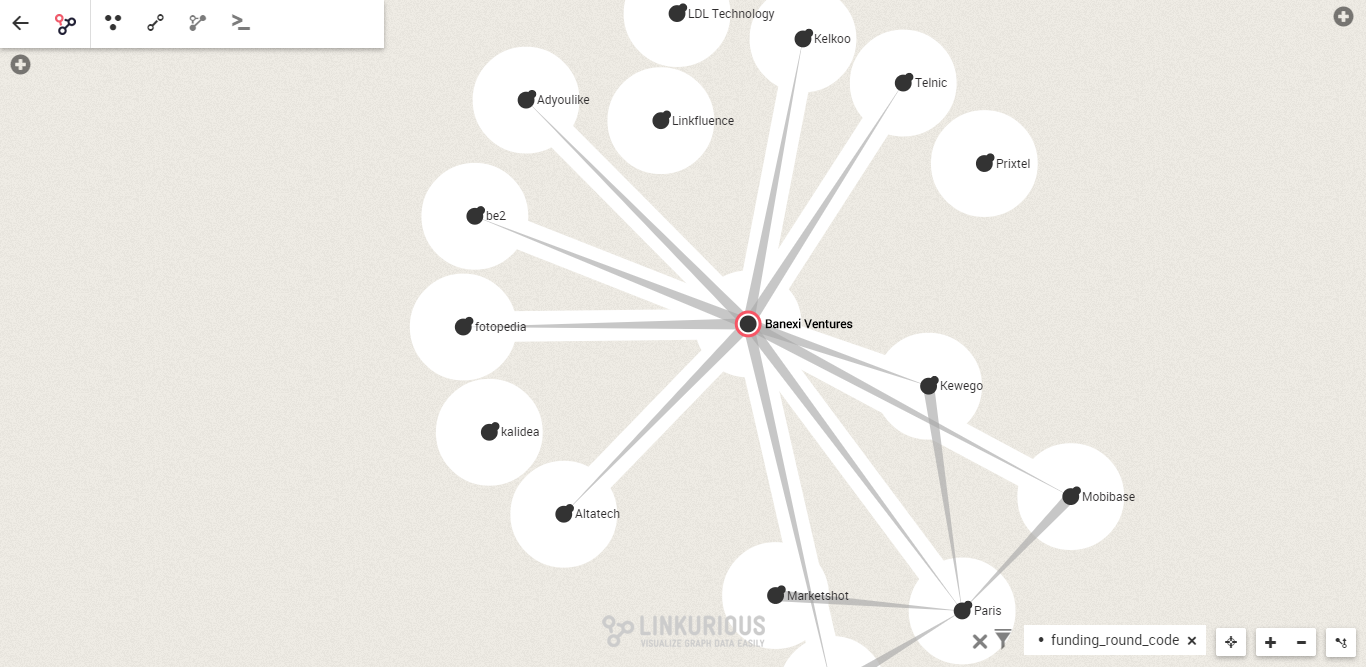 LDL Technology
Kelkoo
Telnic
Adyoulike
Linkfluence
Prixtel
be2
Banexi Ventures
fotopedia
Kewego
kalidea
Mobibase
Altatech
Marketshot
Paris
LINKURIOUS
VISUALIZE GRAPH DATA EASILY
• funding_round_code ×